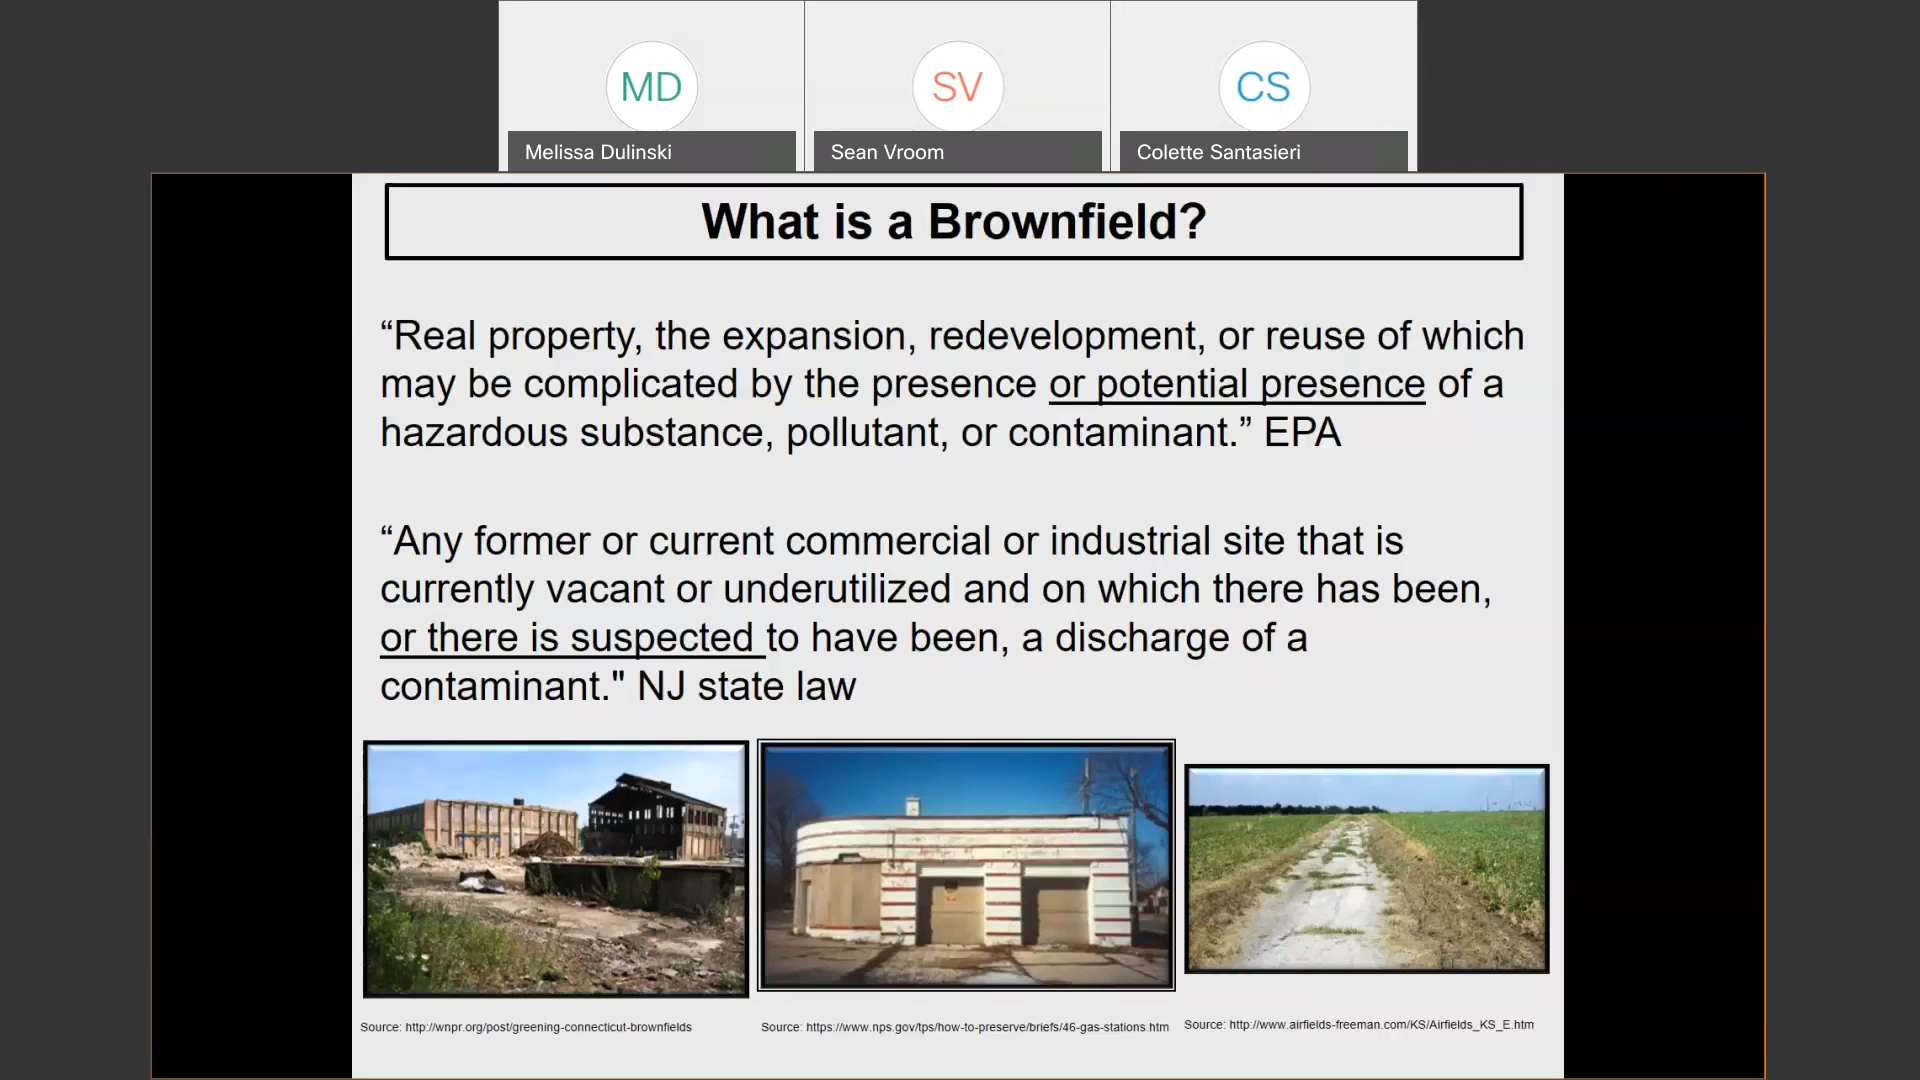 MD
SV
CS
Melissa Dulinski
Sean Vroom
Colette Santasieri
What is a Brownfield?
“Real property, the expansion, redevelopment, or reuse of which
may be complicated by the presence or potential presence of a
hazardous substance, pollutant, or contaminant.” EPA
“Any former or current commercial or industrial site that is
currently vacant or underutilized and on which there has been,
or there is suspected to have been, a discharge of a
contaminant." NJ state law
Source: http://wnpr.org/post/greening-connecticut-brownfields
Source: https://www.nps.gov/tps/how-to-preserve/briefs/46-gas-stations.htm
Source: http://www.airfields-freeman.com/KS/Airfields_KS_E.htm